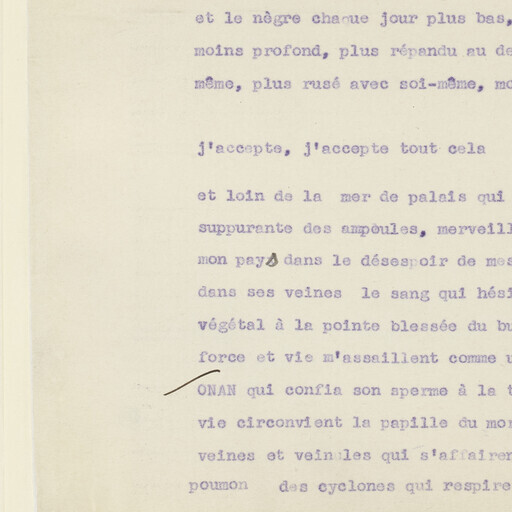 et le nègre chaque jour plus bas,
moins profond, plus répandu au de
même, plus rusé avec soi-même, mo
j'accepte, j'accepte tout cela
et loin de la mer de palais qui
suppurante des ampoules, merveill
mon pays dans le désespoir de mes
dans ses veines le sang qui hési
végétal à la pointe blessée du bu
force et vie m'assaillent comme u
ONAN qui confia son sperme à la t
vie circonvient la papille du mor
veines et veinules qui s'affairen
poumon des cyclones qui respire